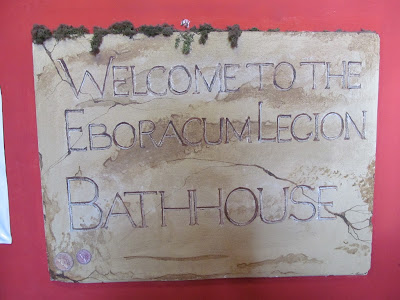 WELCOME TO THE
EBORACUM LEGION
BATHHOUSE